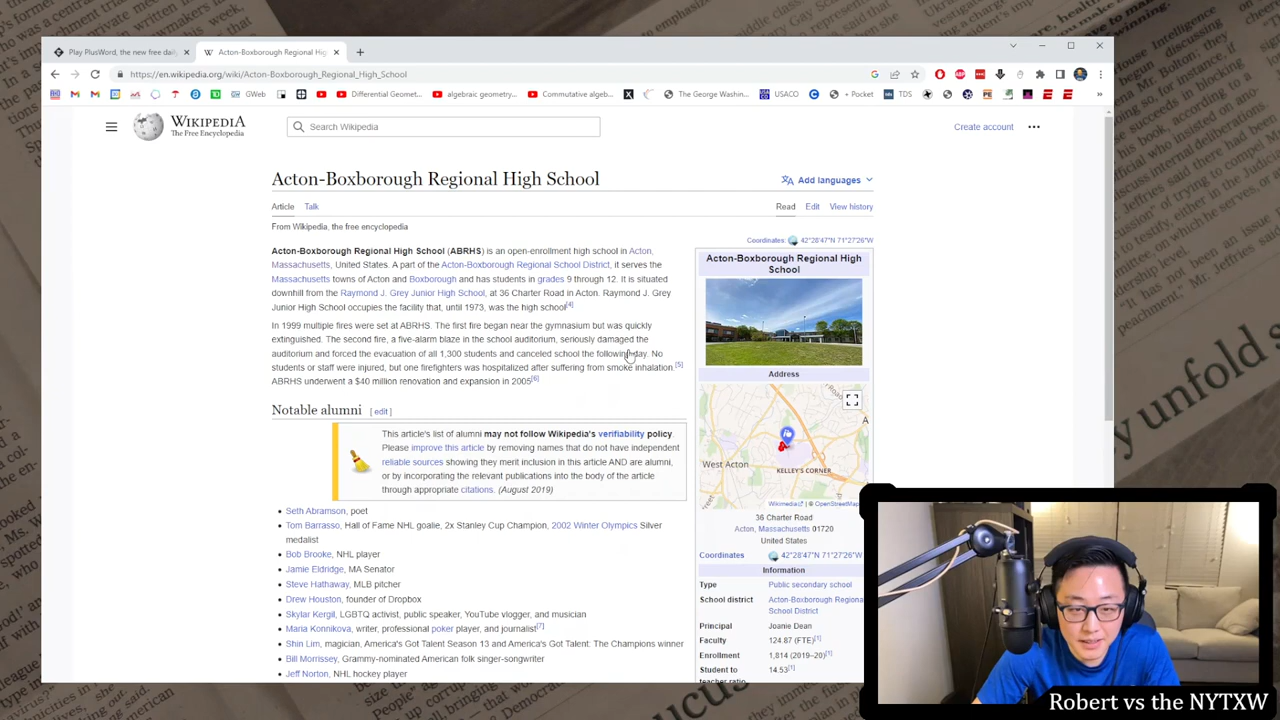 Play PlusWord, the new free daily
Acton-Boxborough Regional Hig
https://en.wikipedia.org/wiki/Acton-Boxborough_Regional_High_School
GWeb
Differential Geomet...
algebraic geometry...
Commutative algeb...
The George Washin...
USACO
+ Pocket
TDS
»
WIKIPEDIA
The Free Encyclopedia
Search Wikipedia
Create account
Acton-Boxborough Regional High School
Add languages
Article Talk
Read Edit View history
From Wikipedia, the free encyclopedia
Coordinates: 42°28′47″N 71°27′26″W
Acton-Boxborough Regional High School (ABRHS) is an open-enrollment high school in Acton,
Massachusetts, United States. A part of the Acton-Boxborough Regional School District, it serves the
Massachusetts towns of Acton and Boxborough and has students in grades 9 through 12. It is situated
downhill from the Raymond J. Grey Junior High School, at 36 Charter Road in Acton. Raymond J. Grey
Junior High School occupies the facility that, until 1973, was the high school[4]
In 1999 multiple fires were set at ABRHS. The first fire began near the gymnasium but was quickly
extinguished. The second fire, a five-alarm blaze in the school auditorium, seriously damaged the
auditorium and forced the evacuation of all 1,300 students and canceled school the following day. No
students or staff were injured, but one firefighters was hospitalized after suffering from smoke inhalation.[5]
ABRHS underwent a $40 million renovation and expansion in 2005[6]
Notable alumni [ edit ]
This article's list of alumni may not follow Wikipedia's verifiability policy.
Please improve this article by removing names that do not have independent
reliable sources showing they merit inclusion in this article AND are alumni,
or by incorporating the relevant publications into the body of the article
through appropriate citations. (August 2019)
Seth Abramson, poet
Tom Barrasso, Hall of Fame NHL goalie, 2x Stanley Cup Champion, 2002 Winter Olympics Silver
medalist
Bob Brooke, NHL player
Jamie Eldridge, MA Senator
Steve Hathaway, MLB pitcher
Drew Houston, founder of Dropbox
Skylar Kergil, LGBTQ activist, public speaker, YouTube vlogger, and musician
Maria Konnikova, writer, professional poker player, and journalist[7]
Shin Lim, magician, America's Got Talent Season 13 and America's Got Talent: The Champions winner
Bill Morrissey, Grammy-nominated American folk singer-songwriter
Jeff Norton, NHL hockey player
Acton-Boxborough Regional High
School
Address
West Acton
KELLEY'S CORNER
A
Wikimedia | © OpenStreetMap
36 Charter Road
Acton, Massachusetts 01720
United States
Coordinates 42°28′47″N 71°27′26″W
Information
Type Public secondary school
School district Acton-Boxborough Regiona
School District
Principal Joanie Dean
Faculty 124.87 (FTE)[1]
Enrollment 1,814 (2019–20)[1]
Student to 14.53[1]
teacher ratio
Robert vs the NYTXW